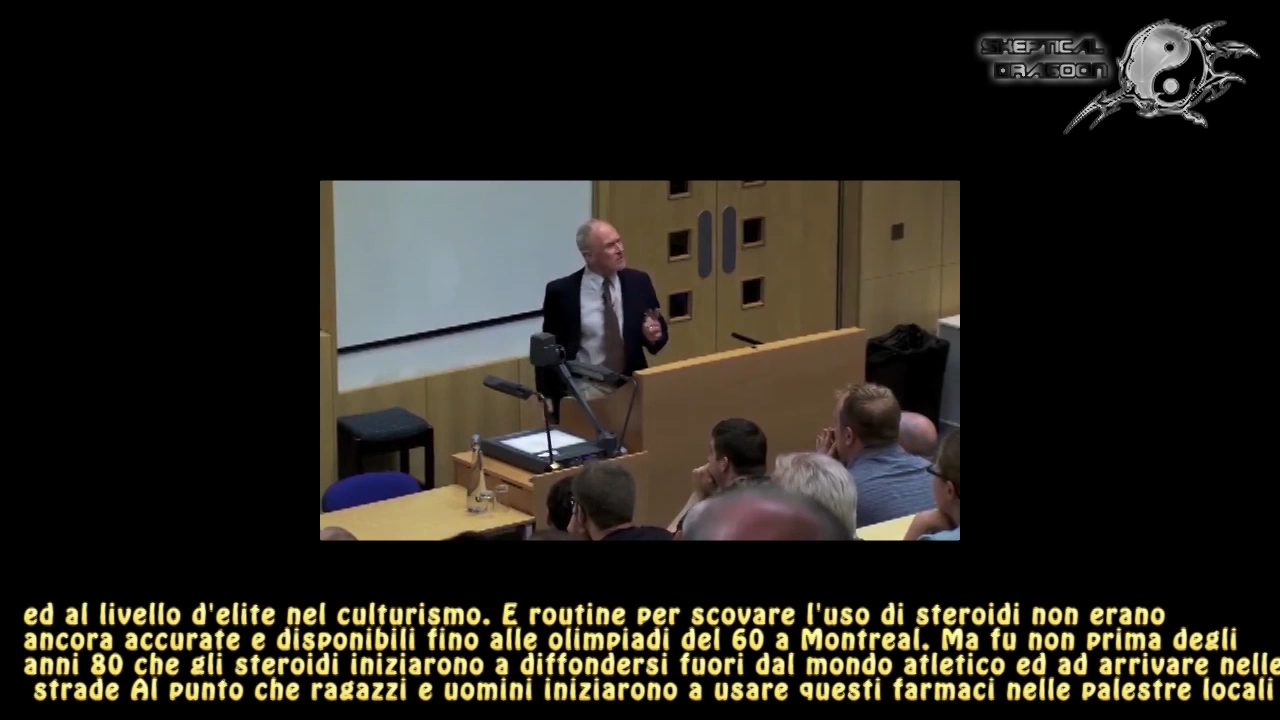 SKEPTICAL
DRAGOON
ed al livello d'elite nel culturismo. E routine per scovare l'uso di steroidi non erano
ancora accurate e disponibili fino alle olimpiadi del 60 a Montreal. Ma fu non prima degli
anni 80 che gli steroidi iniziarono a diffondersi fuori dal mondo atletico ed ad arrivare nelle
strade Al punto che ragazzi e uomini iniziarono a usare questi farmaci nelle palestre locali